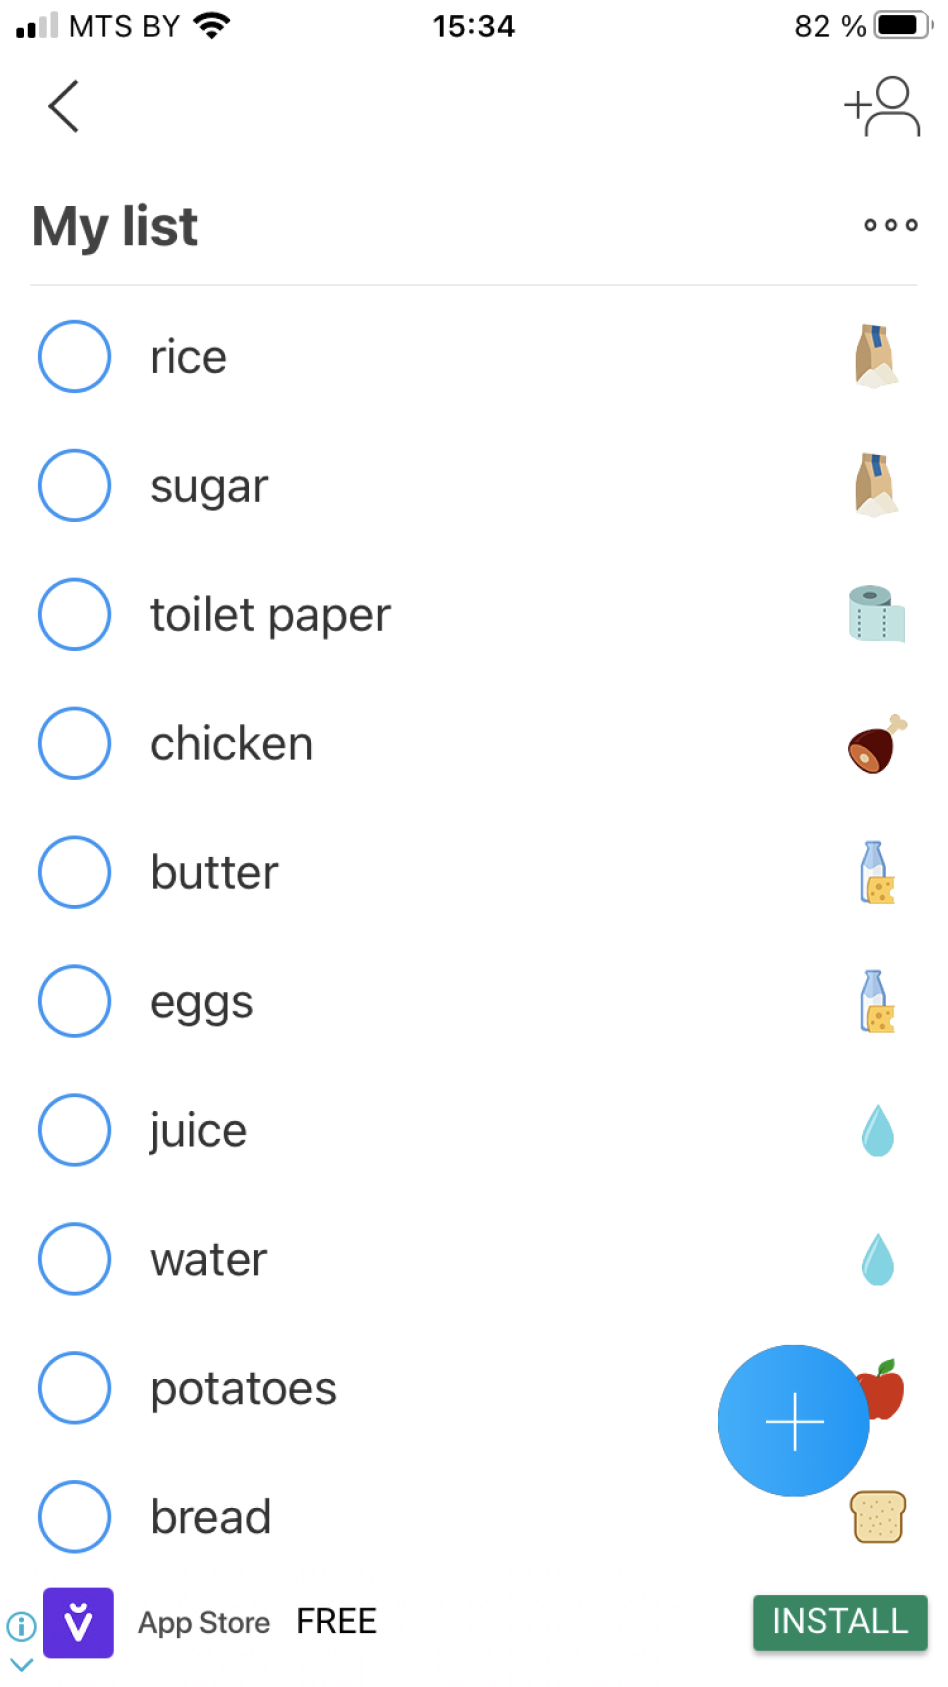 MTS BY 15:34 82 %
My list
rice
sugar
toilet paper
chicken
butter
eggs
juice
water
potatoes
bread
App Store FREE INSTALL